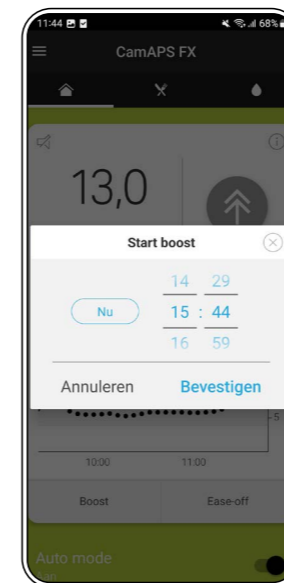 11:44
68%
CamAPS FX
13,0
Start boost
14 29
Nu
15 : 44
16 59
Annuleren Bevestigen
5
10:00 11:00
Boost Ease-off
Auto mode